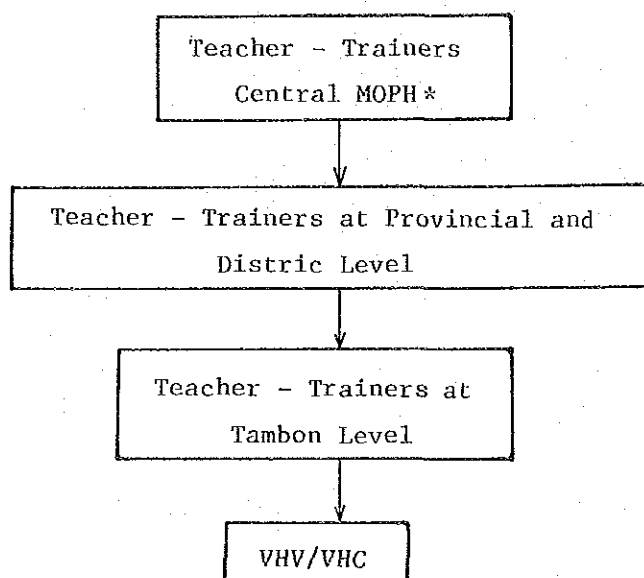 Teacher - Trainers
Central MOPH*
Teacher - Trainers at Provincial and
Distric Level
Teacher - Trainers at
Tambon Level
VHV/VHC